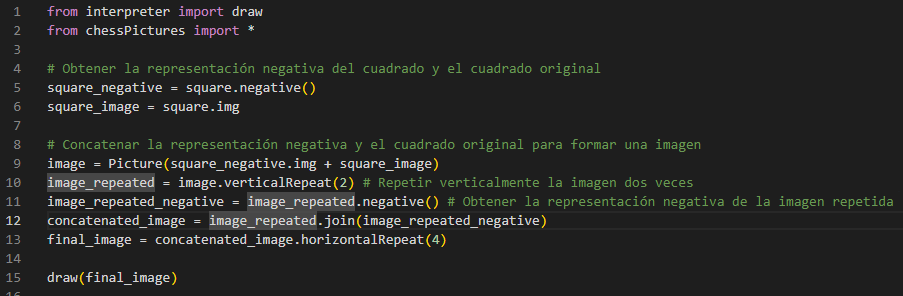 1 from interpreter import draw
2 from chessPictures import *
3
4 # Obtener la representación negativa del cuadrado y el cuadrado original
5 square_negative = square.negative()
6 square_image = square.img
7
8 # Concatenar la representación negativa y el cuadrado original para formar una imagen
9 image = Picture(square_negative.img + square_image)
10 image_repeated = image.verticalRepeat(2) # Repetir verticalmente la imagen dos veces
11 image_repeated_negative = image_repeated.negative() # Obtener la representación negativa de la imagen repetida
12 concatenated_image = image_repeated.join(image_repeated_negative)
13 final_image = concatenated_image.horizontalRepeat(4)
14
15 draw(final_image)